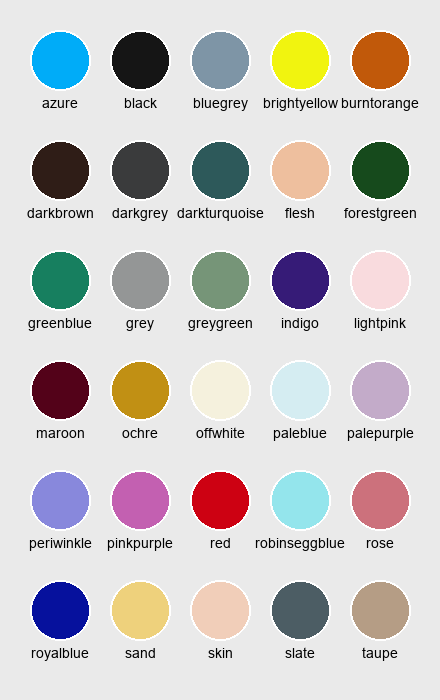 azure black bluegrey brightyellow burntorange
darkbrown darkgrey darkturquoise flesh forestgreen
greenblue grey greygreen indigo lightpink
maroon ochre offwhite paleblue palepurple
periwinkle pinkpurple red robinseggblue rose
royalblue sand skin slate taupe